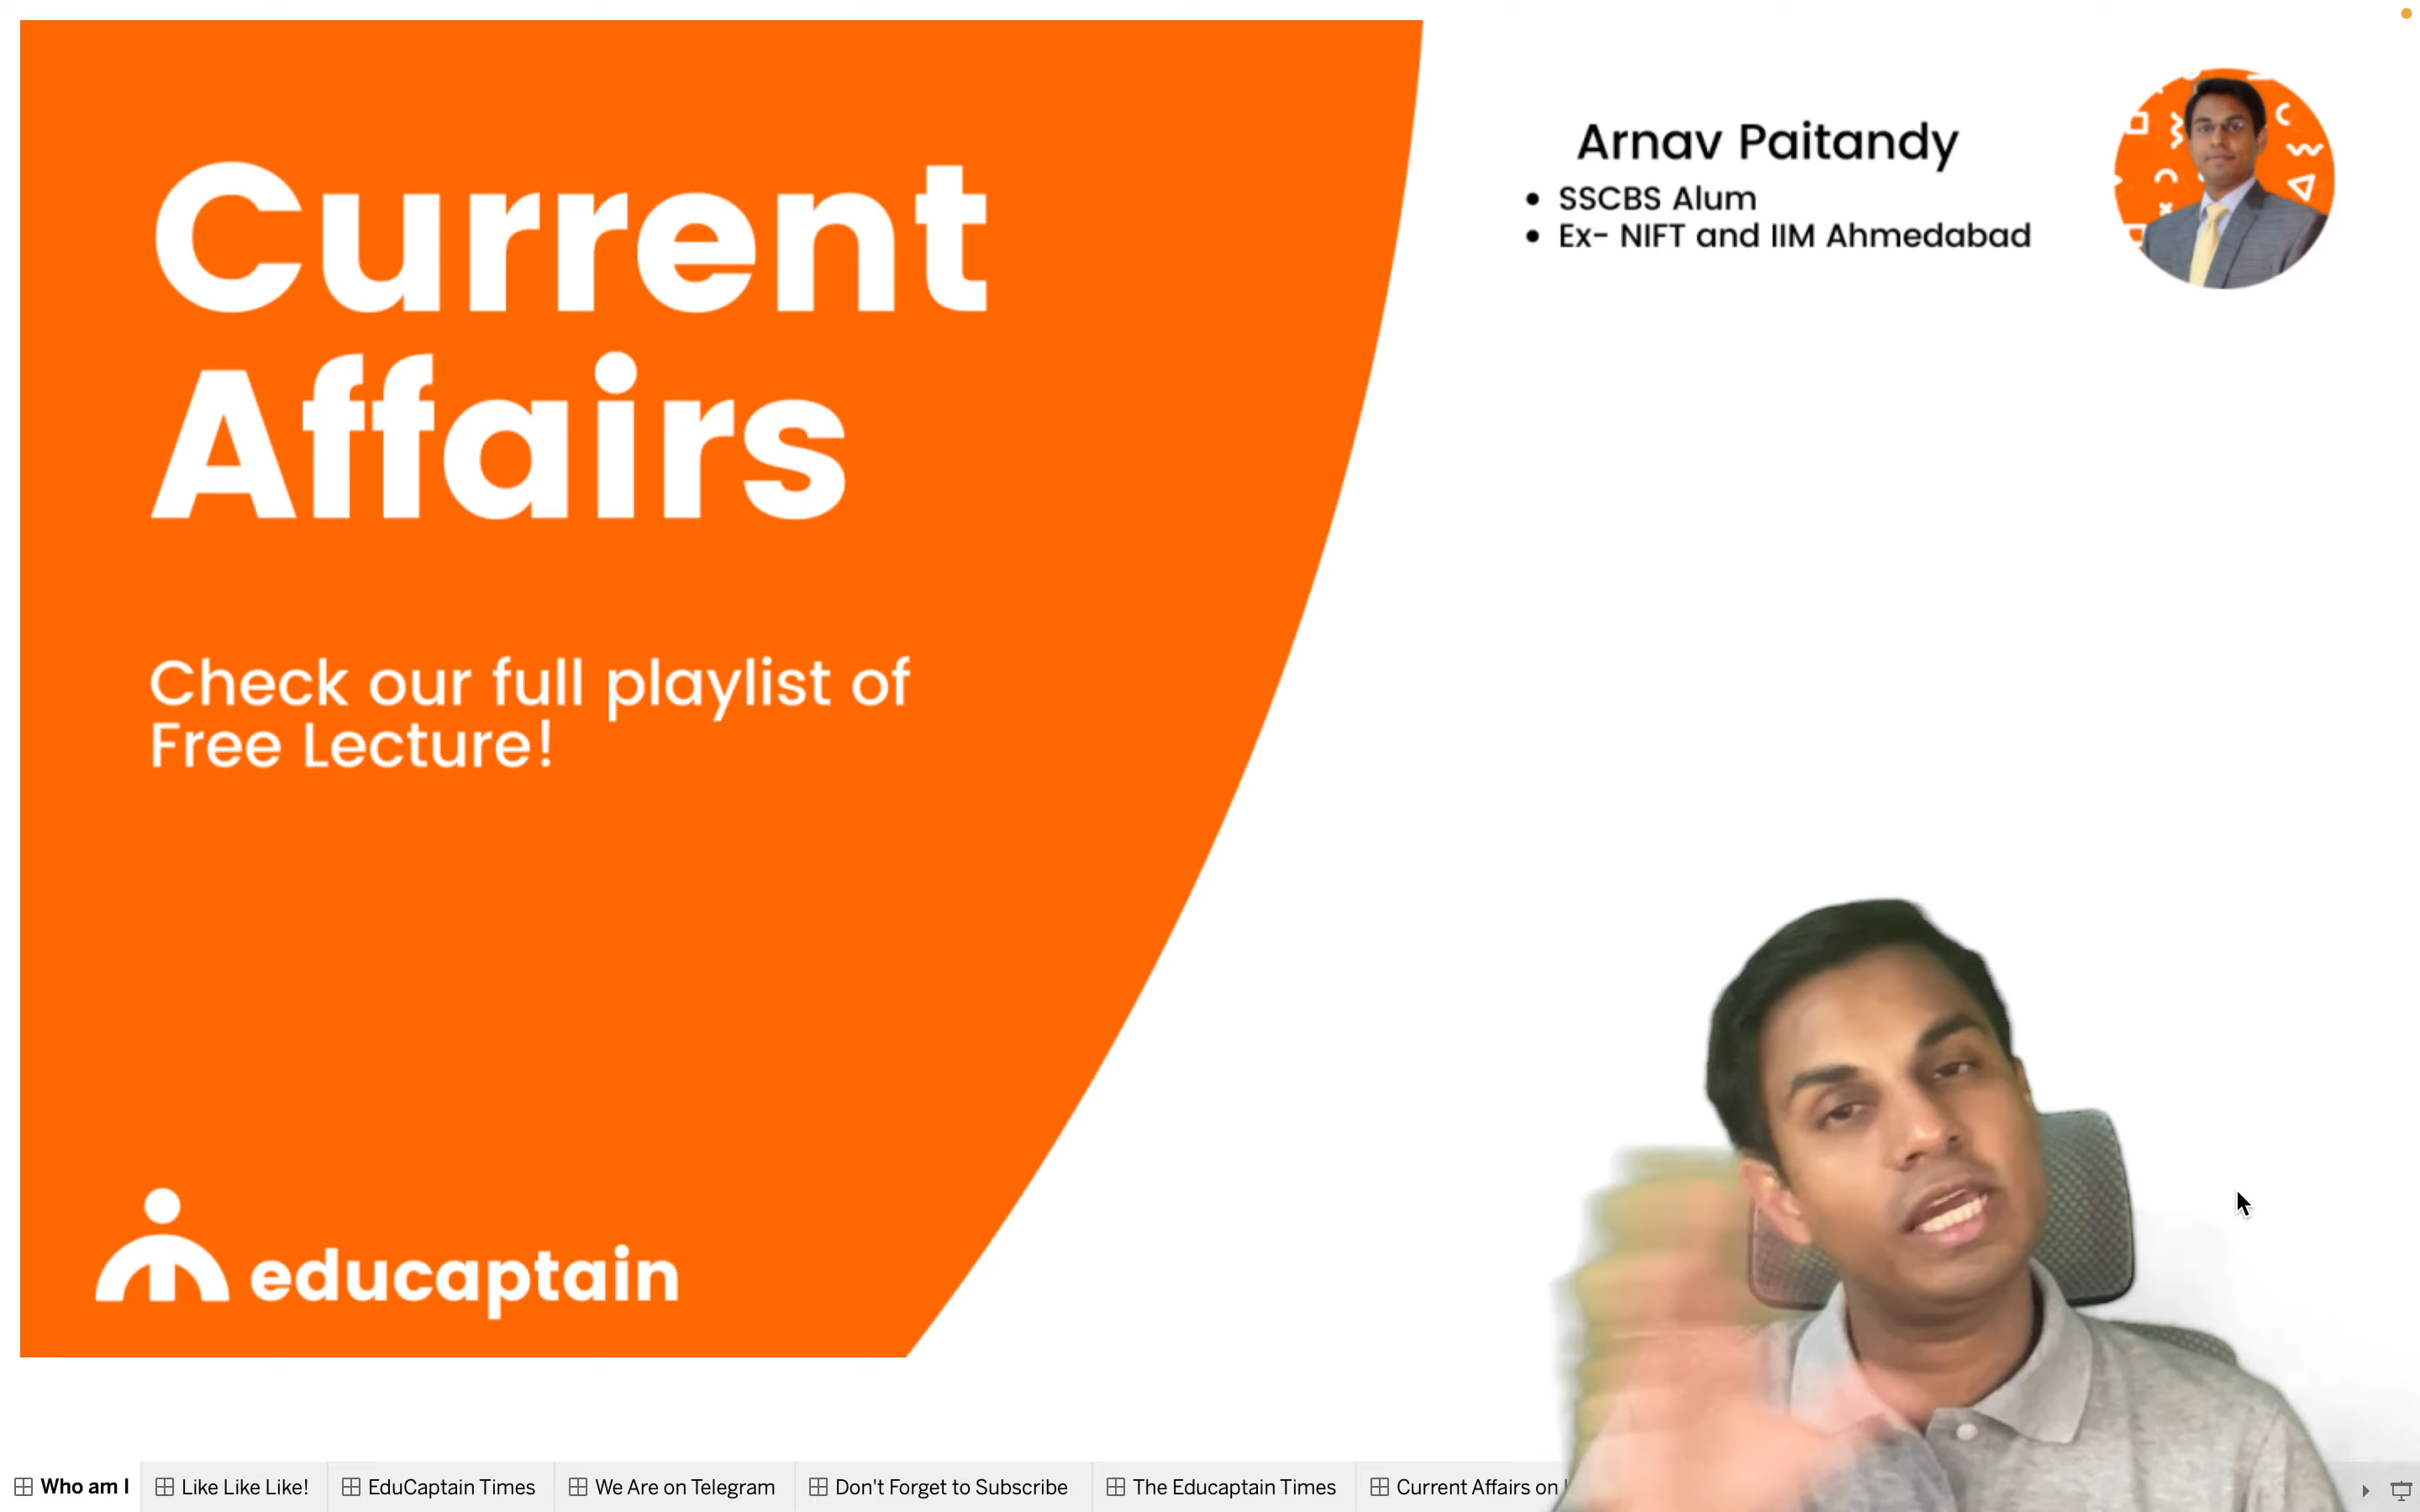 Current
Affairs
Check our full playlist of
Free Lecture!
educaptain
Arnav Paitandy
• SSCBS Alum
• Ex- NIFT and IIM Ahmedabad
Who am I
Like Like Like!
EduCaptain Times
We Are on Telegram
Don't Forget to Subscribe
The Educaptain Times
Current Affairs on